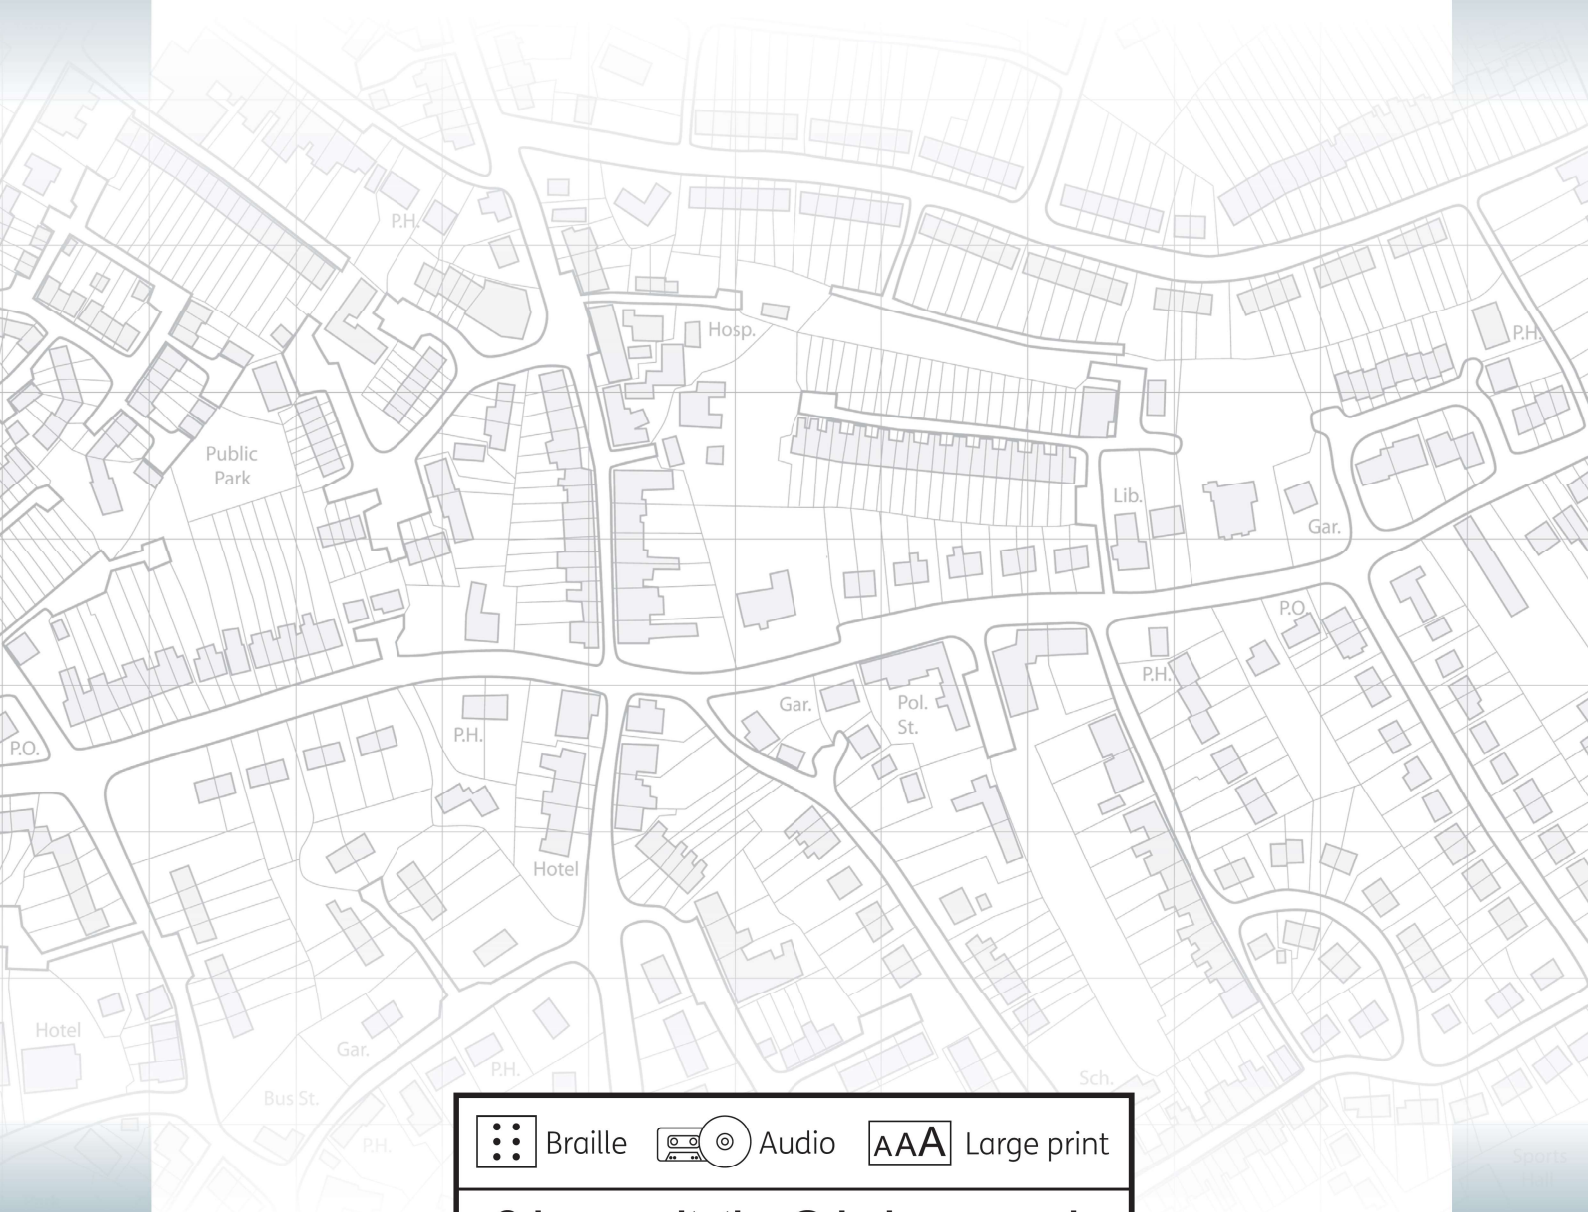 P.H.
Hosp.
P.H.
Public
Park
Lib.
Gar.
P.O.
P.H.
Gar.
Pol.
St.
P.H.
P.O.
Hotel
Hotel
Gar.
P.H.
Sch.
Bus St.
P.H.
Braille
Audio
AAA Large print
Sports